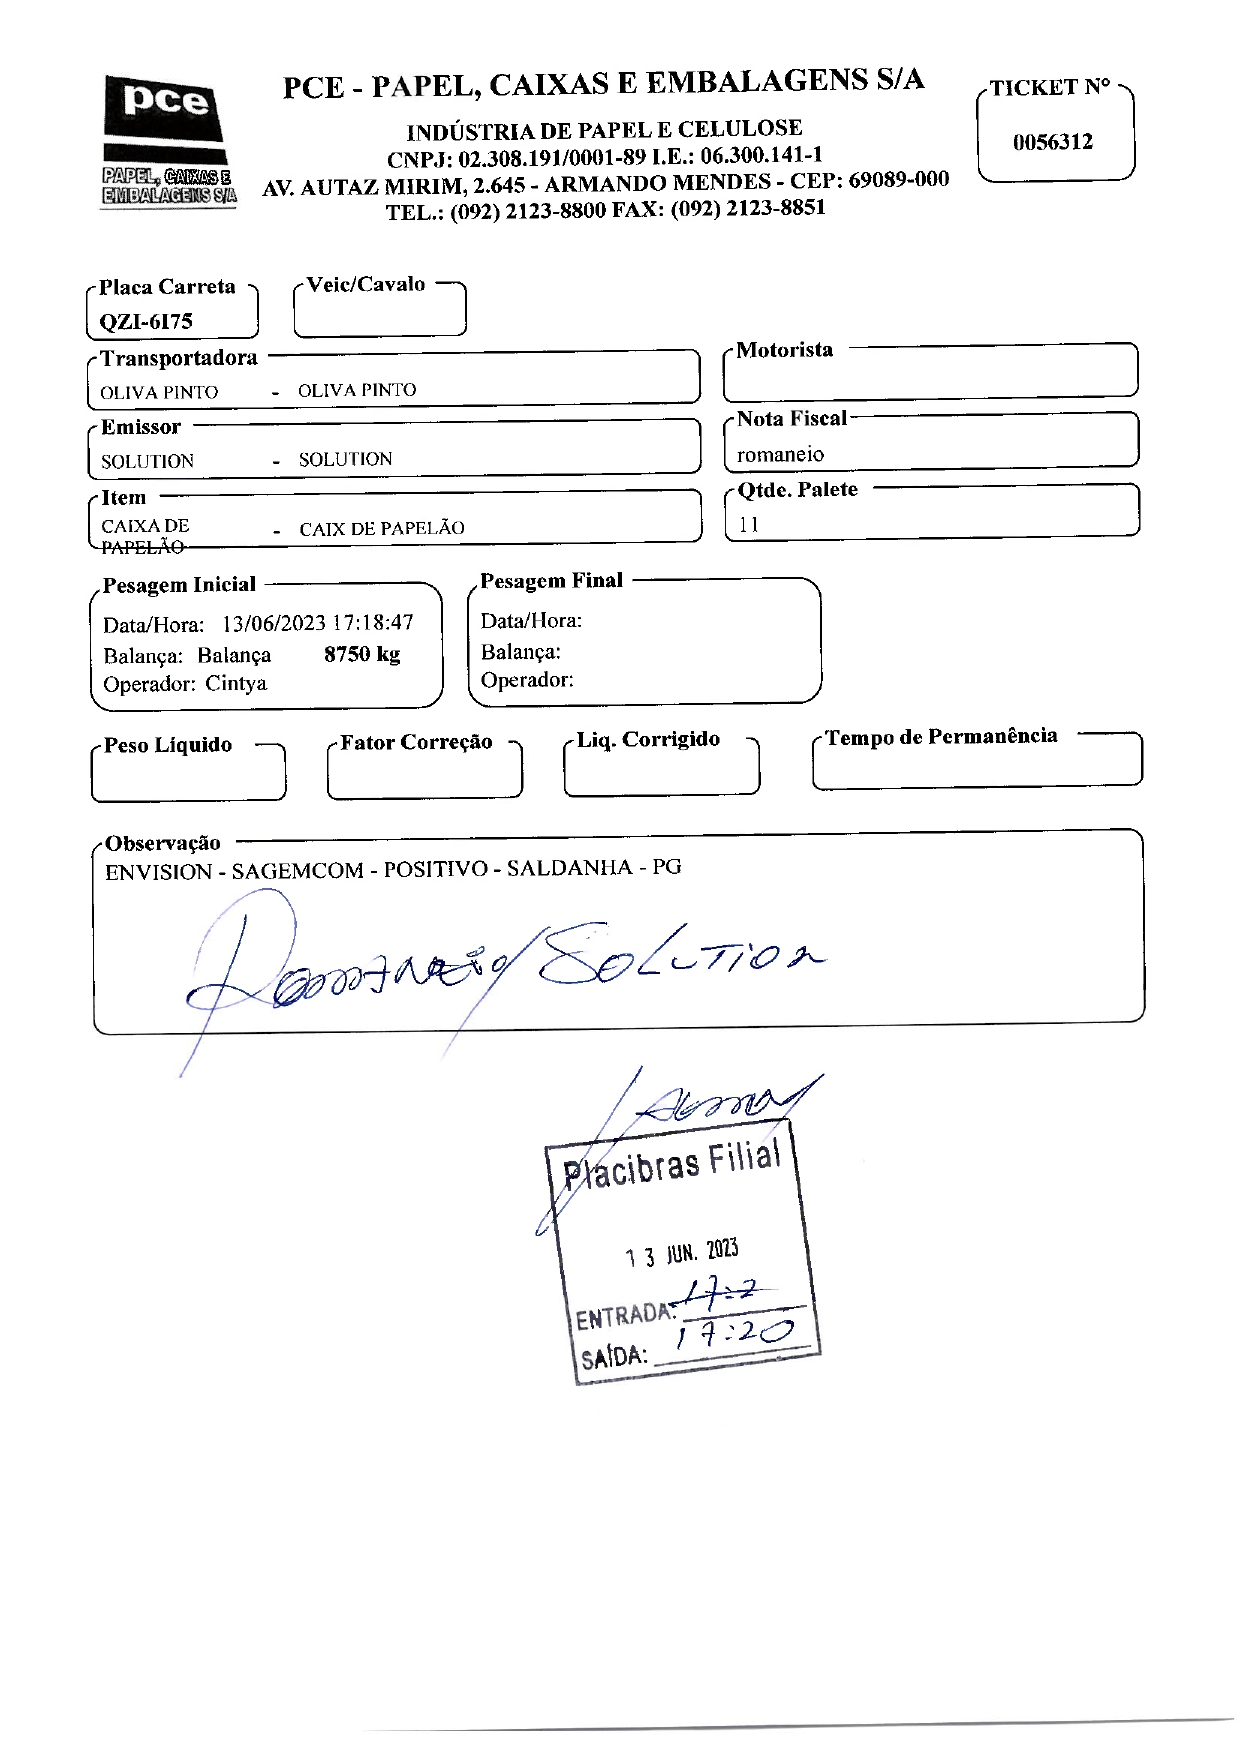 pce
PAPEL, CAIXAS E
EMBALAGENS S/A
PCE - PAPEL, CAIXAS E EMBALAGENS S/A
INDÚSTRIA DE PAPEL E CELULOSE
CNPJ: 02.308.191/0001-89 I.E.: 06.300.141-1
AV. AUTAZ MIRIM, 2.645 - ARMANDO MENDES - CEP: 69089-000
TEL.: (092) 2123-8800 FAX: (092) 2123-8851
TICKET Nº
0056312
Placa Carreta
QZI-6I75
Veic/Cavalo
Transportadora
OLIVA PINTO - OLIVA PINTO
Motorista
Emissor
SOLUTION - SOLUTION
Nota Fiscal
romaneio
Item
CAIXA DE
PAPELÃO - CAIX DE PAPELÃO
Qtde. Palete
11
Pesagem Inicial
Data/Hora: 13/06/2023 17:18:47
Balança: Balança 8750 kg
Operador: Cintya
Pesagem Final
Data/Hora:
Balança:
Operador:
Peso Líquido
Fator Correção
Liq. Corrigido
Tempo de Permanência
Observação
ENVISION - SAGEMCOM - POSITIVO - SALDANHA - PG
Romaneio/SOLUTION
Placibras Filial
13 JUN. 2023
ENTRADA: 17:2
SAÍDA: 17:20